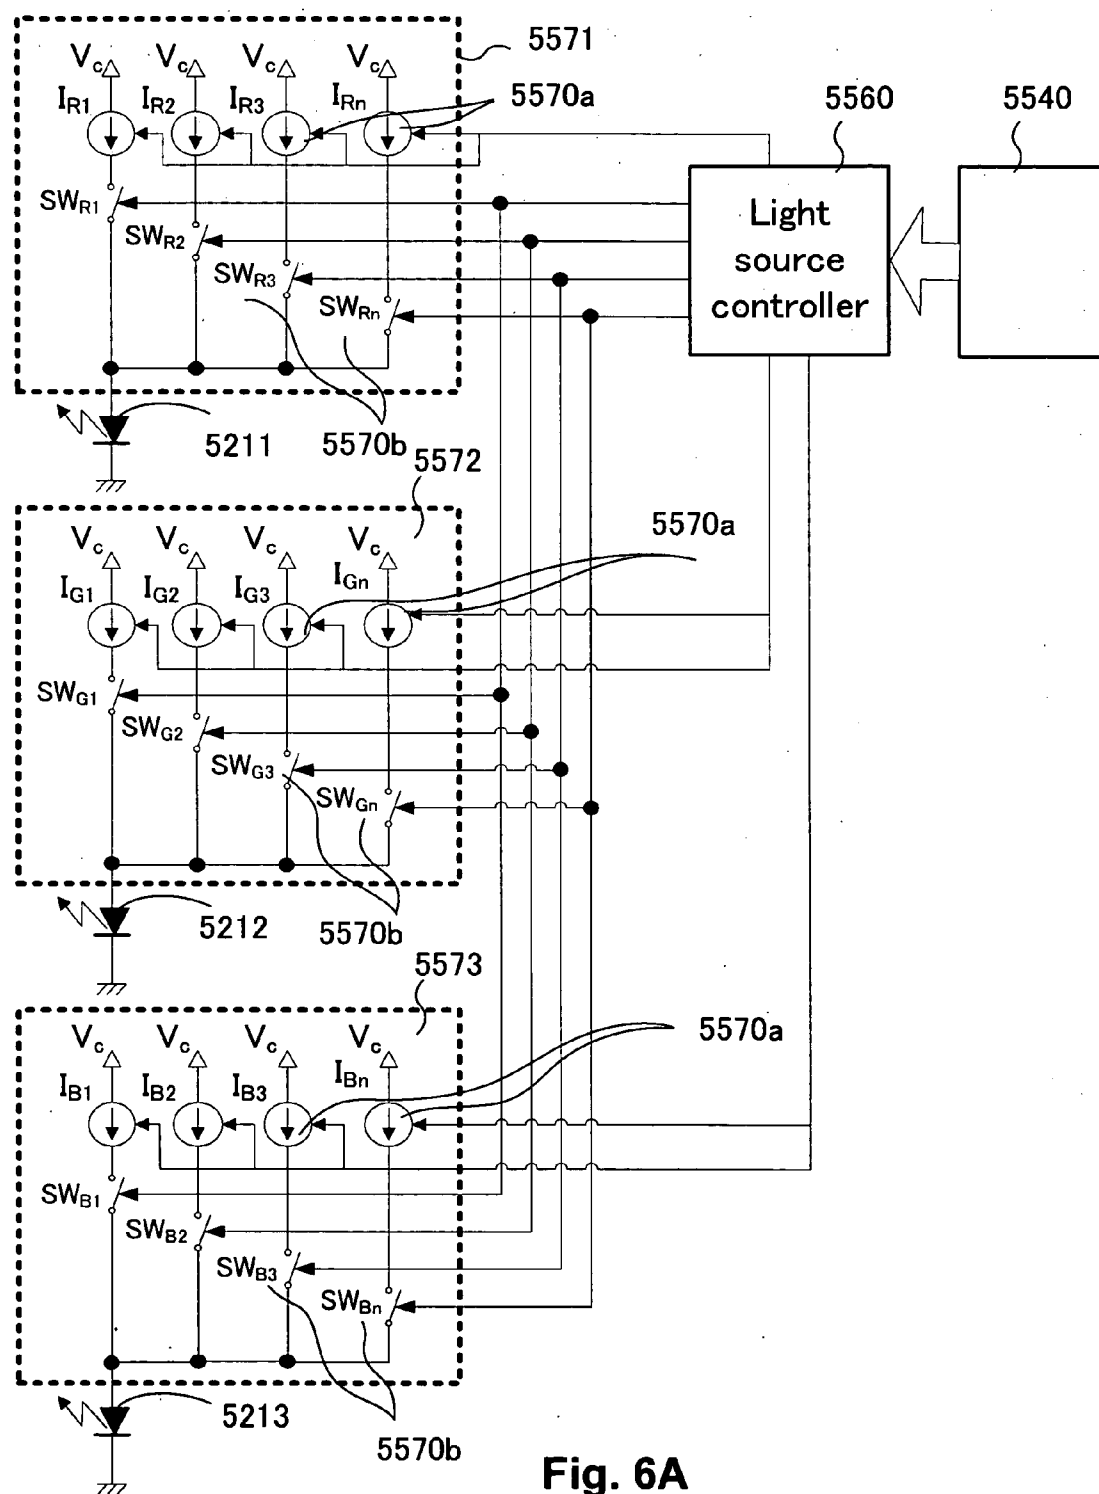 5571
Vc Vc Vc Vc
IR1 IR2 IR3 IRn
5570a
5560
5540
SWR1
SWR2
SWR3
SWRn
Light
source
controller
5211
5570b
5572
Vc Vc Vc Vc
IG1 IG2 IG3 IGn
5570a
SWG1
SWG2
SWG3
SWGn
5212
5570b
5573
Vc Vc Vc Vc
IB1 IB2 IB3 IBn
5570a
SWB1
SWB2
SWB3
SWBn
5213
5570b
Fig. 6A